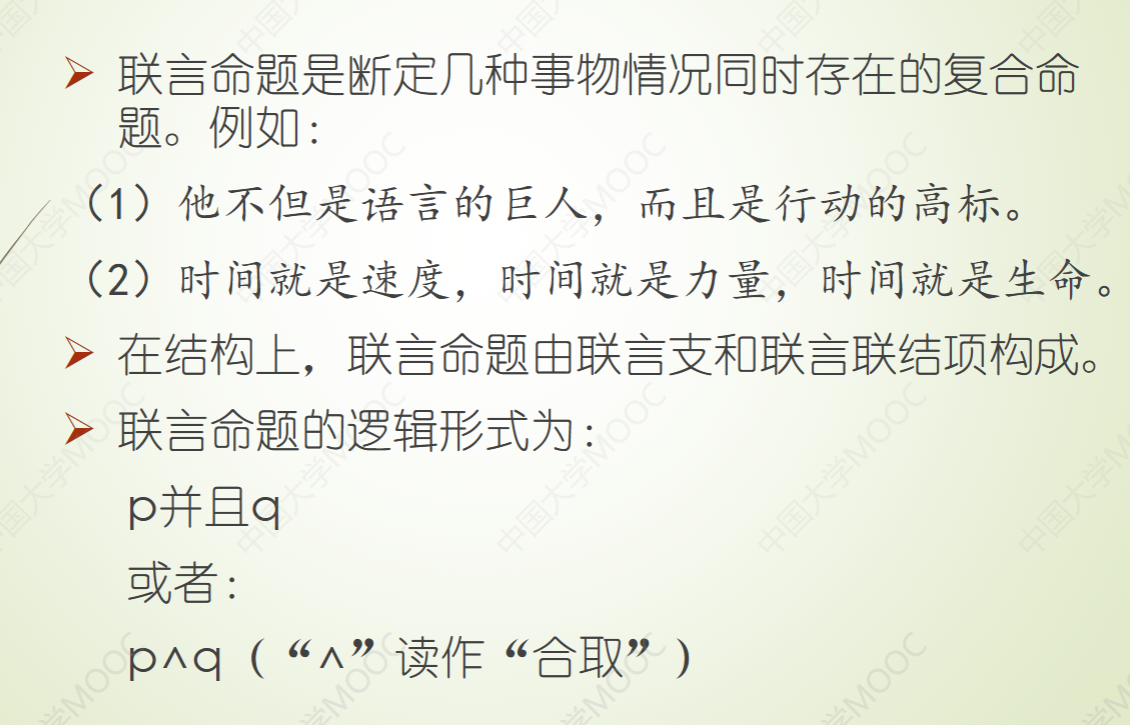 联言命题是断定几种事物情况同时存在的复合命
题。例如：
（1）他不但是语言的巨人，而且是行动的高标。
（2）时间就是速度，时间就是力量，时间就是生命。
在结构上，联言命题由联言支和联言联结项构成。
联言命题的逻辑形式为：
p并且q
或者：
p∧q（“∧”读作“合取”）
中国大学MOOC